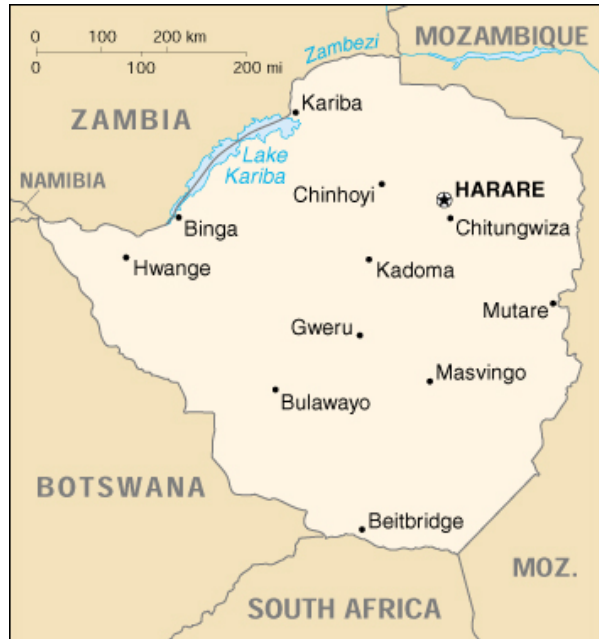 0 100 200 km
0 100 200 mi
Zambezi
MOZAMBIQUE
Kariba
ZAMBIA
Lake
Kariba
NAMIBIA
Chinhoyi
HARARE
Binga
Chitungwiza
Hwange
Kadoma
Mutare
Gweru
Masvingo
Bulawayo
BOTSWANA
Beitbridge
MOZ.
SOUTH AFRICA